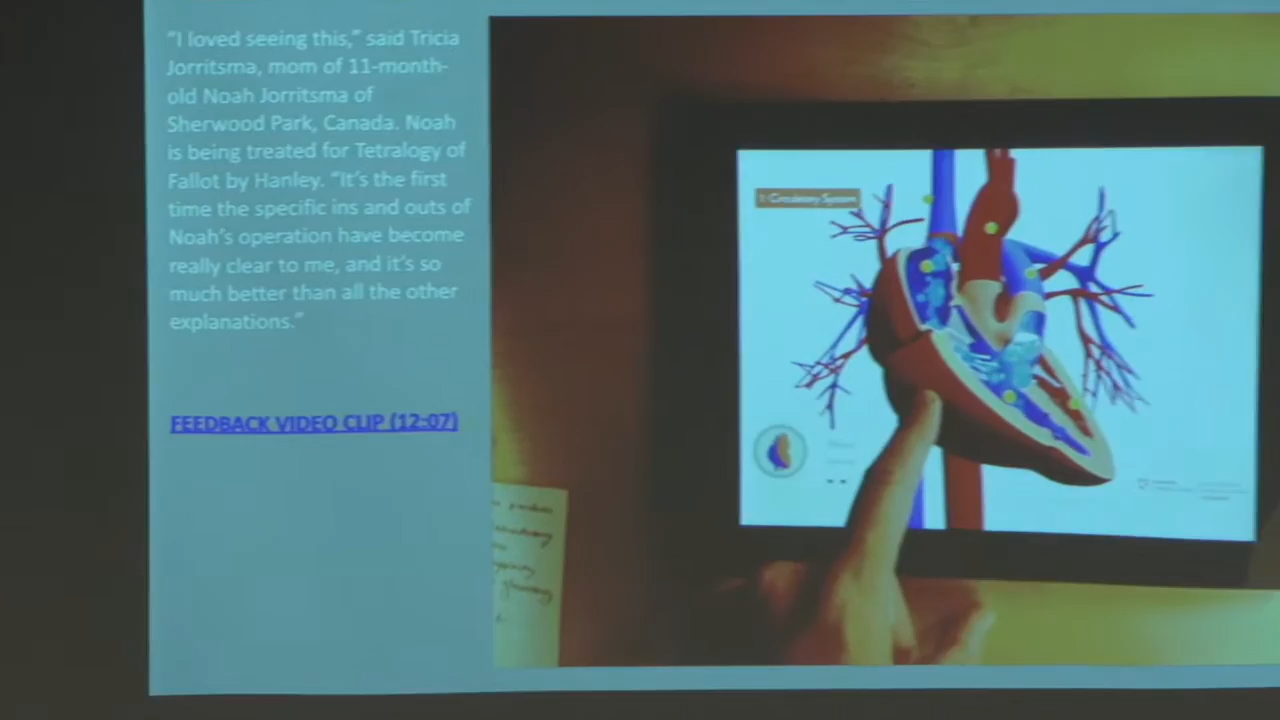 “I loved seeing this,” said Tricia
Jorritsma, mom of 11-month-
old Noah Jorritsma of
Sherwood Park, Canada. Noah
is being treated for Tetralogy of
Fallot by Hanley. “It’s the first
time the specific ins and outs of
Noah’s operation have become
really clear to me, and it’s so
much better than all the other
explanations.”
FEEDBACK VIDEO CLIP (12:07)
Circulatory System